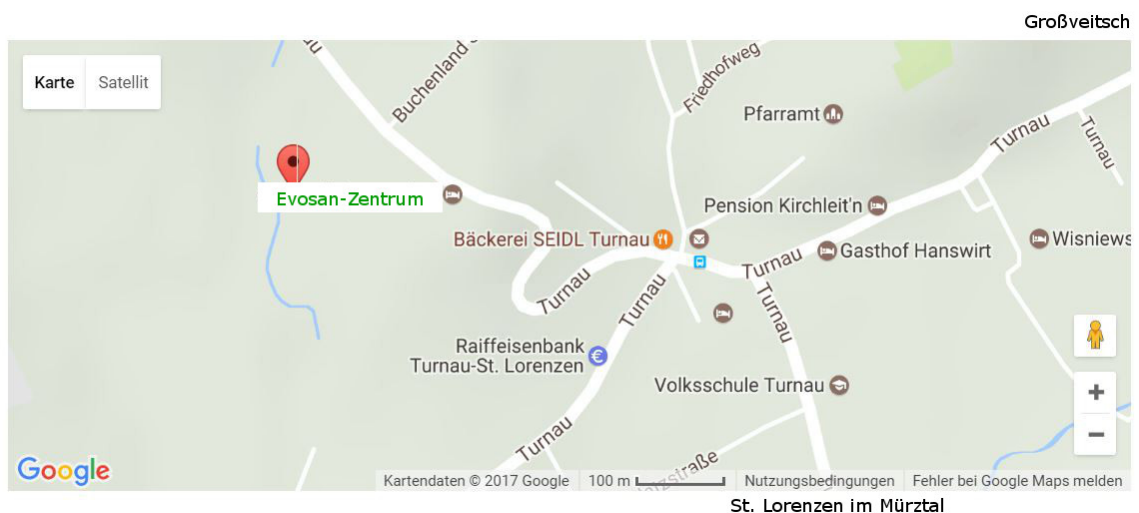 Großveitsch
Karte
Satellit
Buchenland
Friedhofweg
Pfarramt
Turnau
Turnau
Evosan-Zentrum
Pension Kirchleit'n
Bäckerei SEIDL Turnau
Gasthof Hanswirt
Wisniews
Turnau
Turnau
Turnau
Turnau
Raiffeisenbank
Turnau-St. Lorenzen
€
Volksschule Turnau
Turnau
Google
Kartendaten © 2017 Google
100 m
Nutzungsbedingungen
Fehler bei Google Maps melden
St. Lorenzen im Mürztal